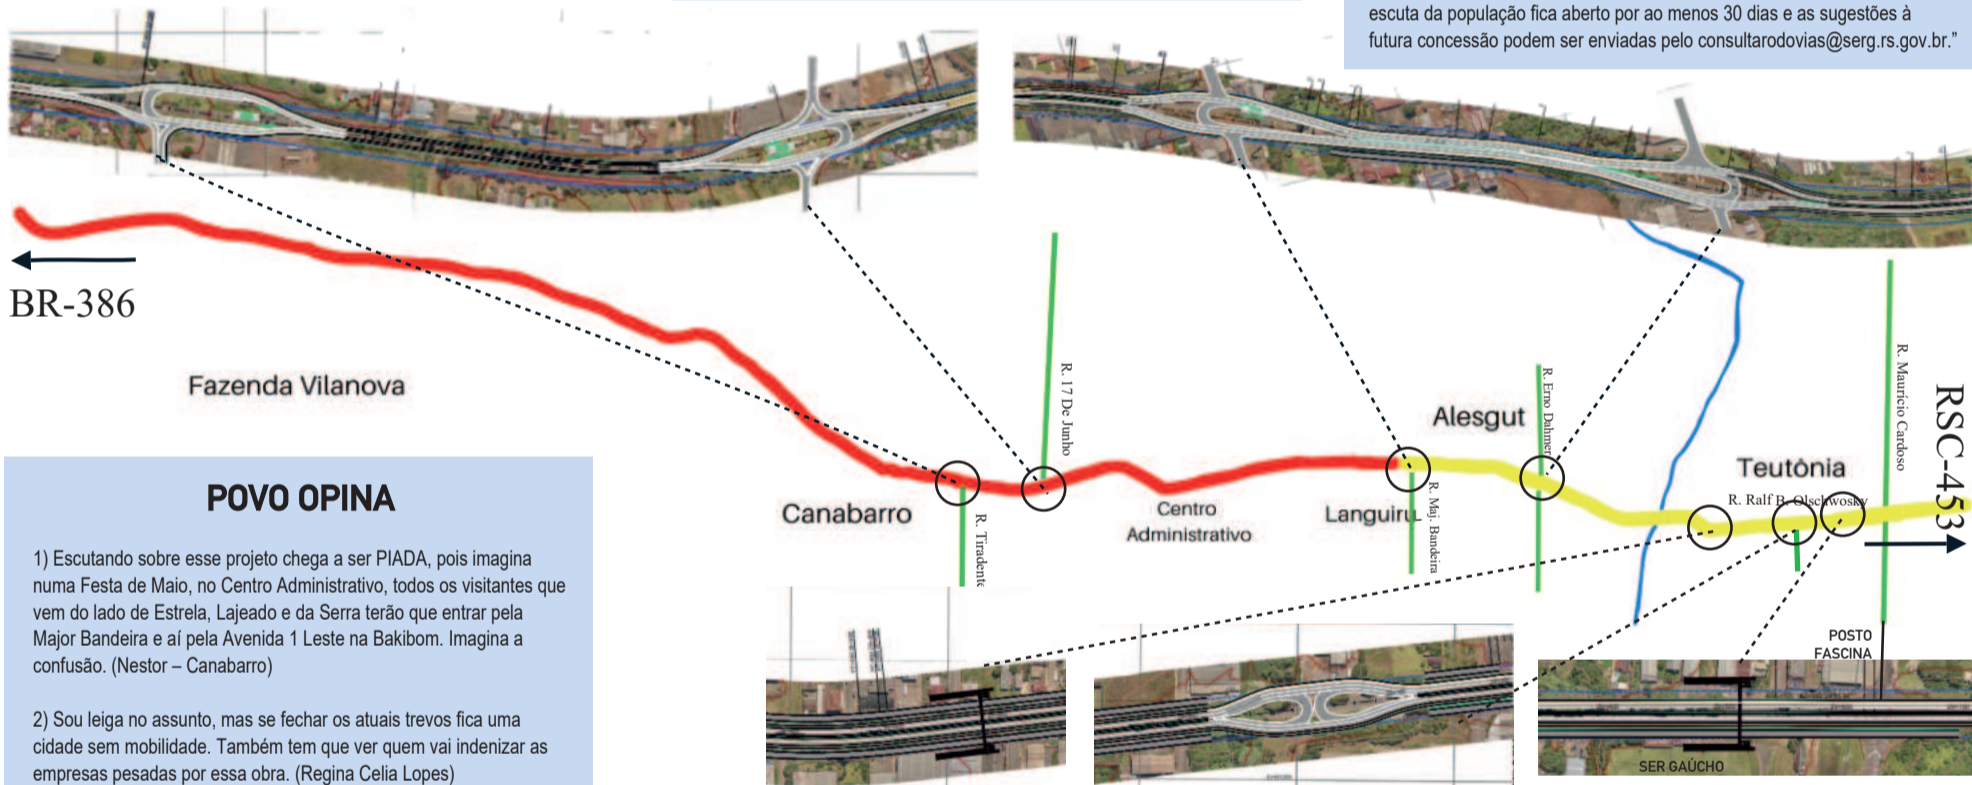 escuta da população fica aberto por ao menos 30 dias e as sugestões à
futura concessão podem ser enviadas pelo consultarodovias@serg.rs.gov.br.”
BR-386
Fazenda Vilanova
R. 17 De Junho
R. Erno Dahmer
Alesgut
R. Maurício Cardoso
RSC-453
Teutônia
R. Ralf B. Olschwosky
Canabarro
R. Tiradente
Centro
Administrativo
Languiru
R. Maj. Bandeira
POSTO
FASCINA
SER GAÚCHO
POVO OPINA
1) Escutando sobre esse projeto chega a ser PIADA, pois imagina
numa Festa de Maio, no Centro Administrativo, todos os visitantes que
vem do lado de Estrela, Lajeado e da Serra terão que entrar pela
Major Bandeira e aí pela Avenida 1 Leste na Bakibom. Imagina a
confusão. (Nestor – Canabarro)
2) Sou leiga no assunto, mas se fechar os atuais trevos fica uma
cidade sem mobilidade. Também tem que ver quem vai indenizar as
empresas pesadas por essa obra. (Regina Celia Lopes)